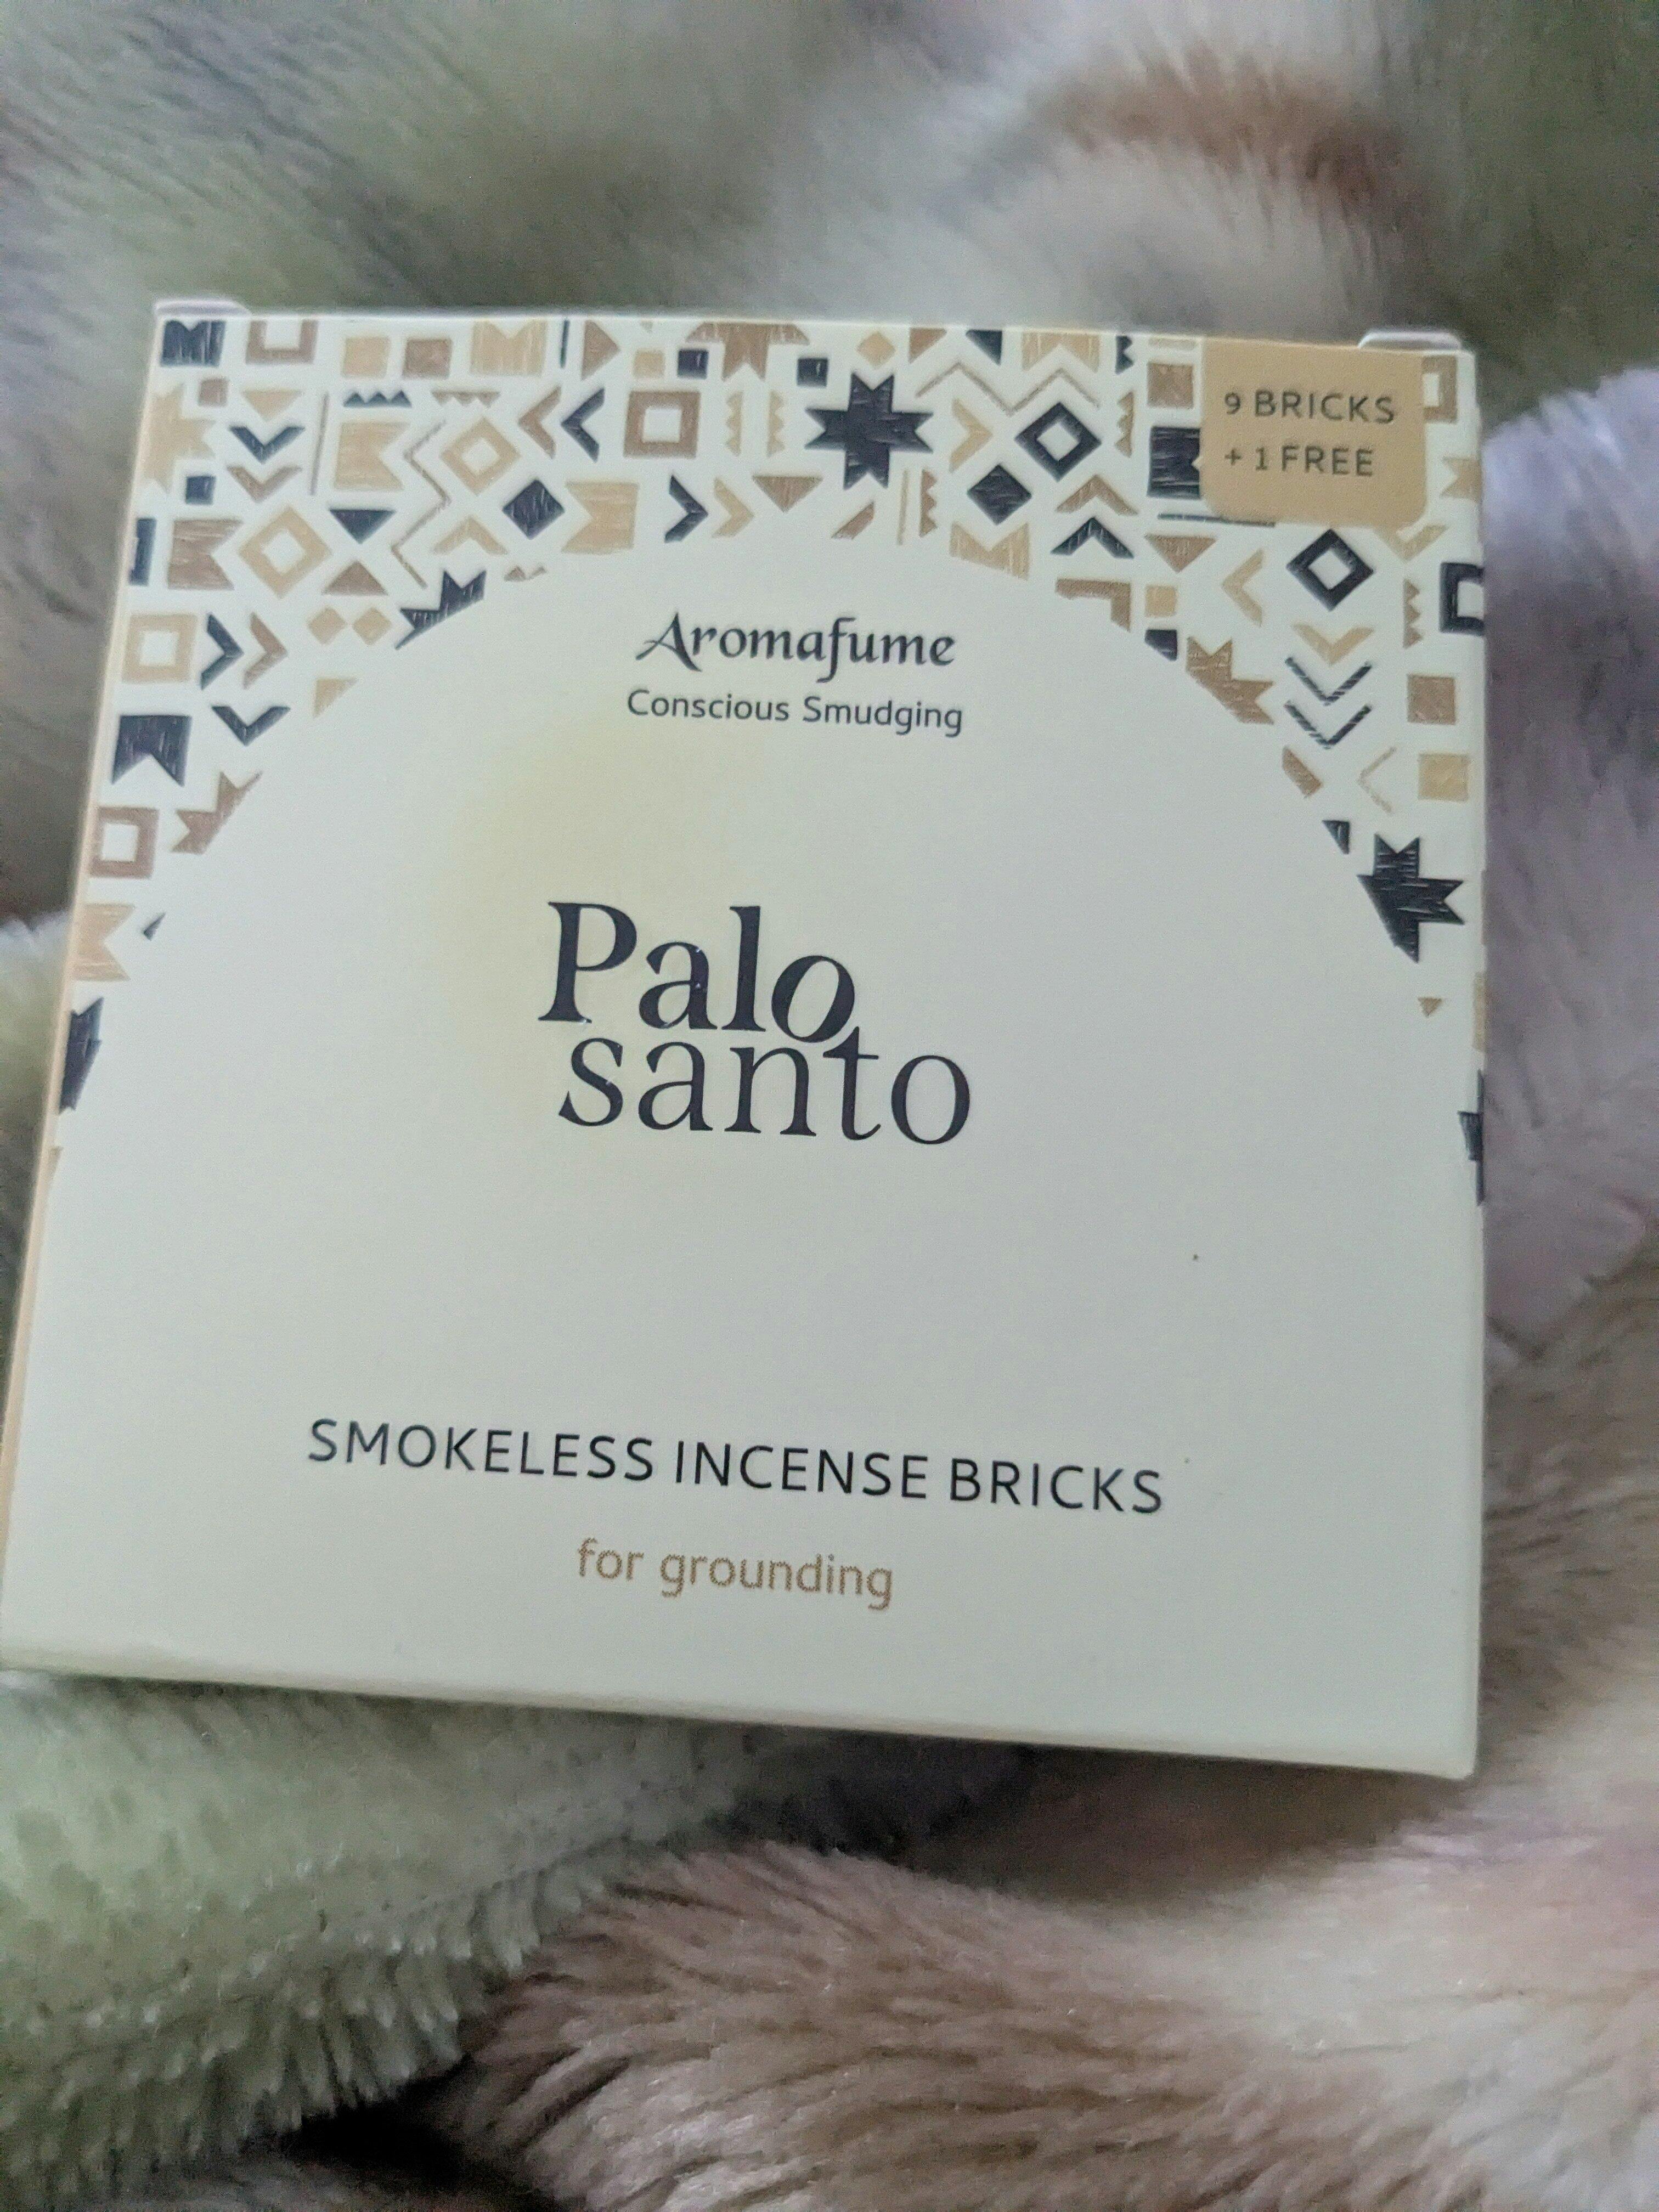 9 BRICKS
+ 1 FREE
Aromafume
Conscious Smudging
Palo
santo
SMOKELESS INCENSE BRICKS
for grounding